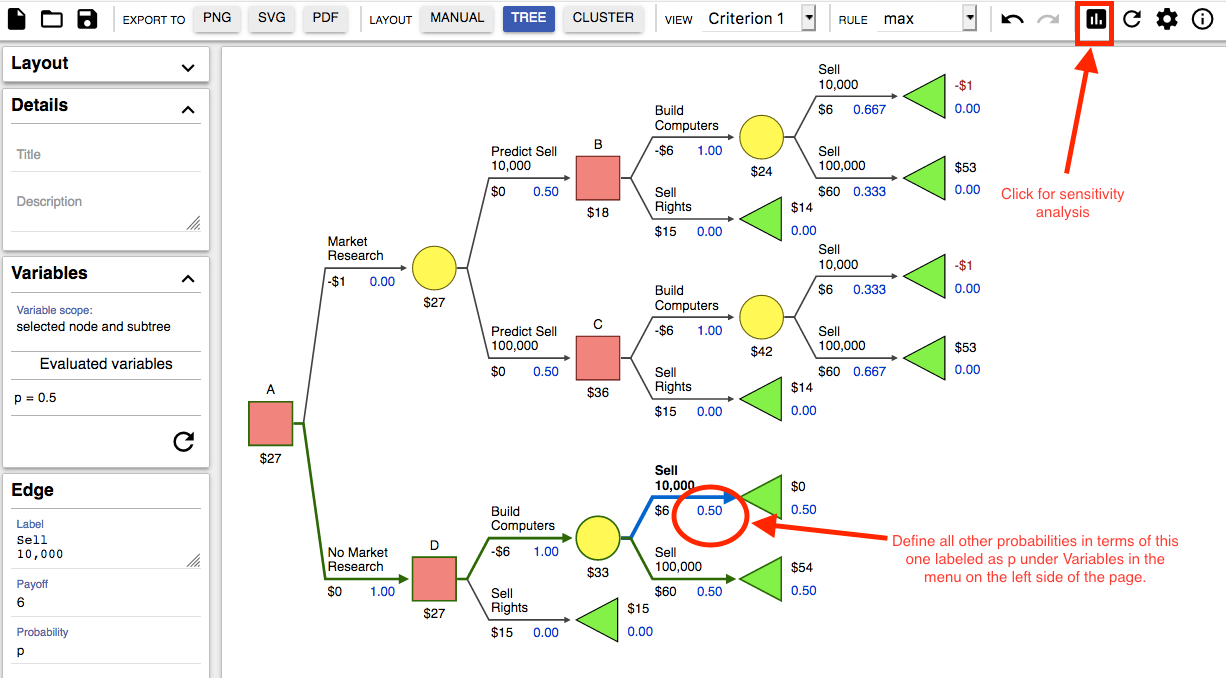 EXPORT TO PNG SVG PDF LAYOUT MANUAL TREE CLUSTER VIEW Criterion 1 RULE max
Layout
Details
Title
Description
Variables
Variable scope:
selected node and subtree
Evaluated variables
p = 0.5
Edge
Label
Sell
10,000
Payoff
6
Probability
p
A
$27
Market
Research
-$1 0.00
$27
Predict Sell
10,000
$0 0.50
B
$18
Build
Computers
-$6 1.00
$24
Sell
10,000
$6 0.667
-$1
0.00
Sell
100,000
$60 0.333
$53
0.00
Sell
Rights
$15 0.00
$14
0.00
Predict Sell
100,000
$0 0.50
C
$36
Build
Computers
-$6 1.00
$42
Sell
10,000
$6 0.333
-$1
0.00
Sell
100,000
$60 0.667
$53
0.00
Sell
Rights
$15 0.00
$14
0.00
No Market
Research
$0 1.00
D
$27
Build
Computers
-$6 1.00
$33
Sell
10,000
$6 0.50
$0
0.50
Sell
100,000
$60 0.50
$54
0.50
Sell
Rights
$15 0.00
$15
0.00
Click for sensitivity
analysis
Define all other probabilities in terms of this
one labeled as p under Variables in the
menu on the left side of the page.